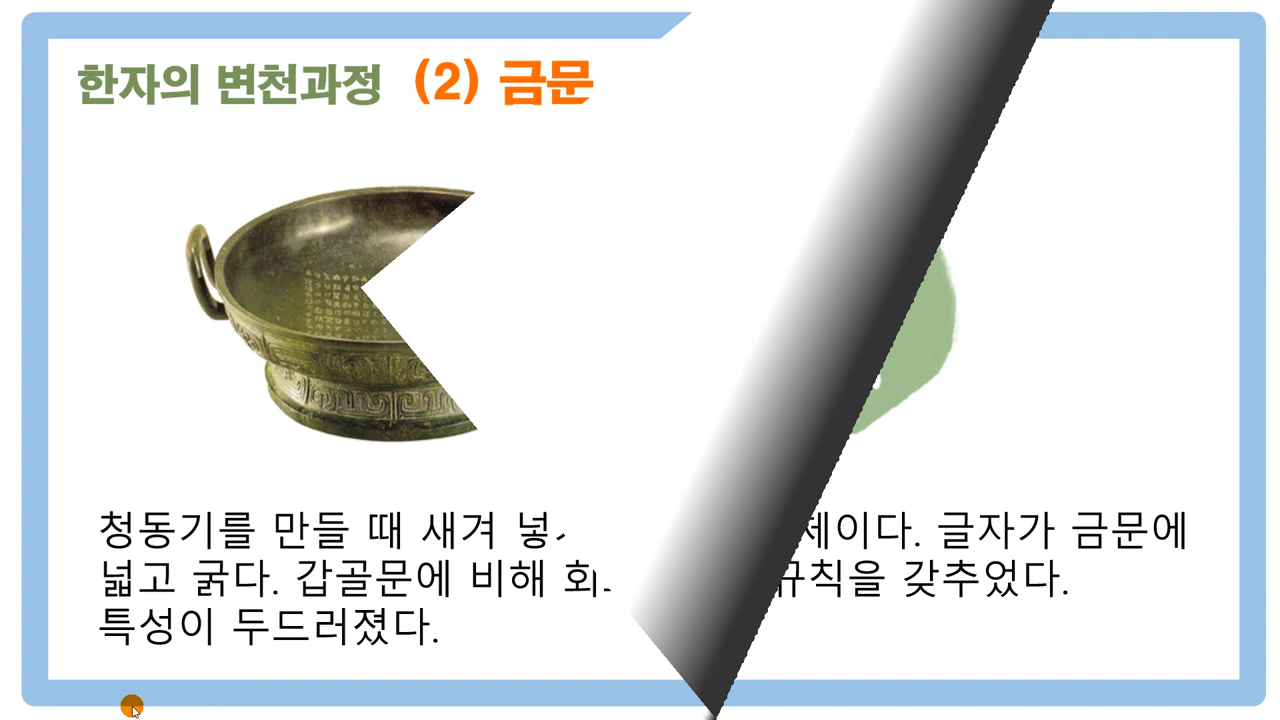 한자의 변천과정 (2) 금문
청동기를 만들 때 새겨 넣 제이다. 글자가 금문에
넓고 굵다. 갑골문에 비해 회 규칙을 갖추었다.
특성이 두드러졌다.